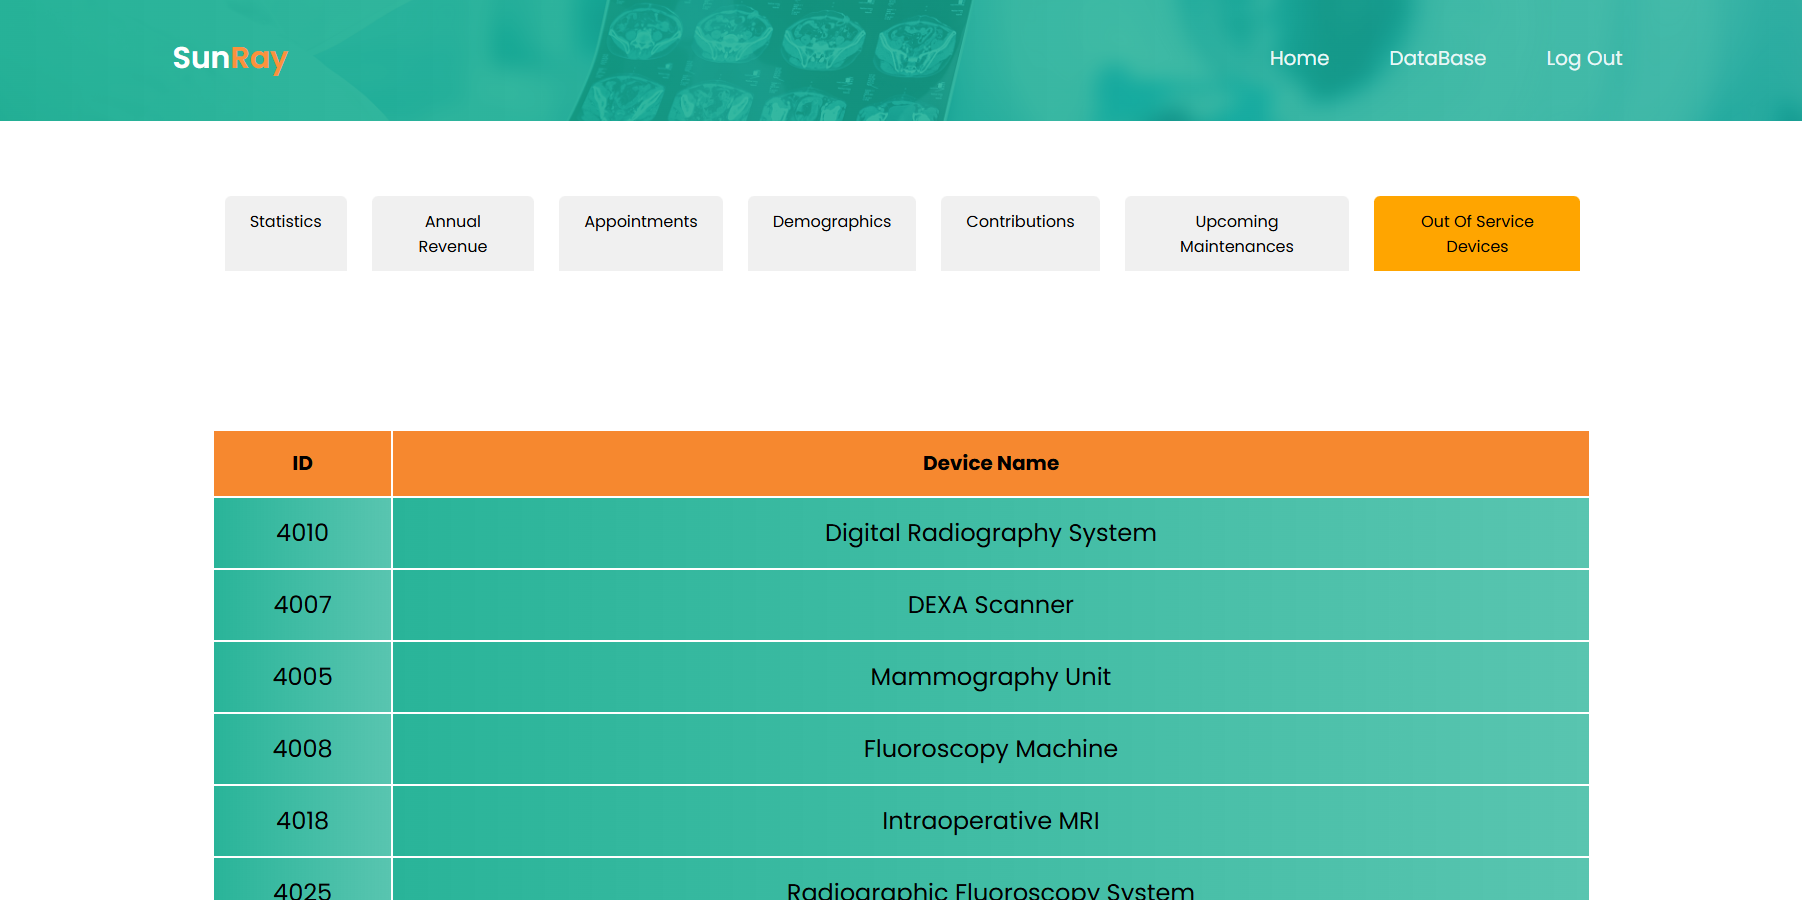 SunRay
Home
DataBase
Log Out
Statistics
Annual
Revenue
Appointments
Demographics
Contributions
Upcoming
Maintenances
Out Of Service
Devices
ID
Device Name
4010
Digital Radiography System
4007
DEXA Scanner
4005
Mammography Unit
4008
Fluoroscopy Machine
4018
Intraoperative MRI
4025
Radiographic Fluoroscopy System